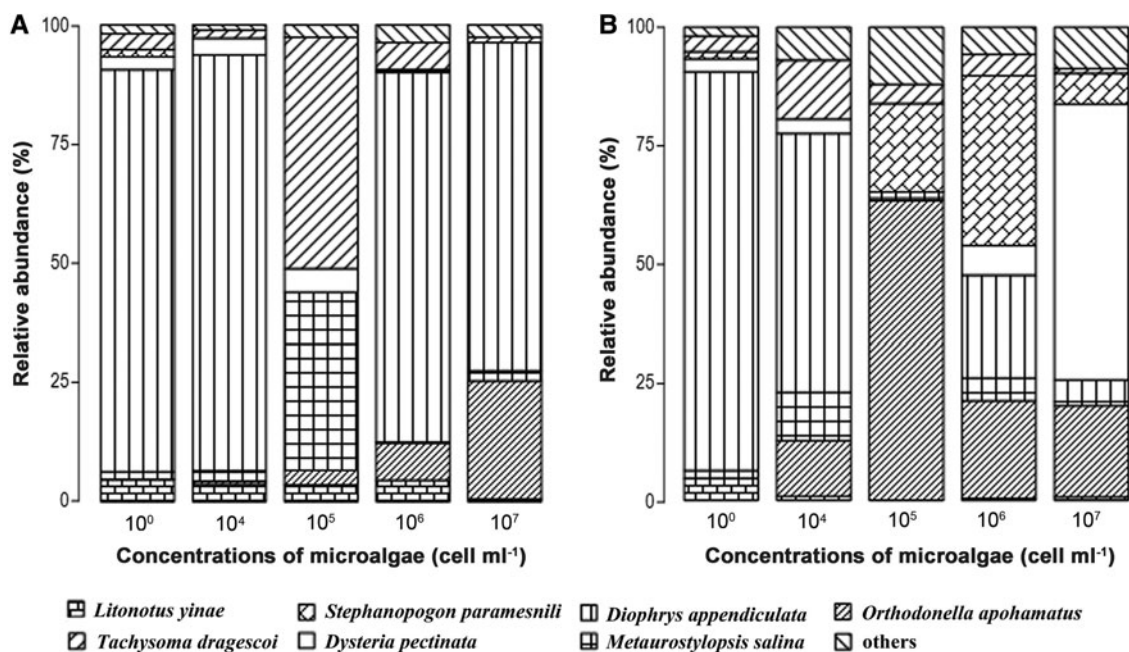 A
B
Relative abundance (%)
100
75
50
25
0
10⁰ 10⁴ 10⁵ 10⁶ 10⁷
Concentrations of microalgae (cell ml⁻¹)
Relative abundance (%)
100
75
50
25
0
10⁰ 10⁴ 10⁵ 10⁶ 10⁷
Concentrations of microalgae (cell ml⁻¹)
Litonotus yinae Stephanopogon paramesnili Diophrys appendiculata Orthodonella apohamatus
Tachysoma dragescoi Dysteria pectinata Metaurostylopsis salina others